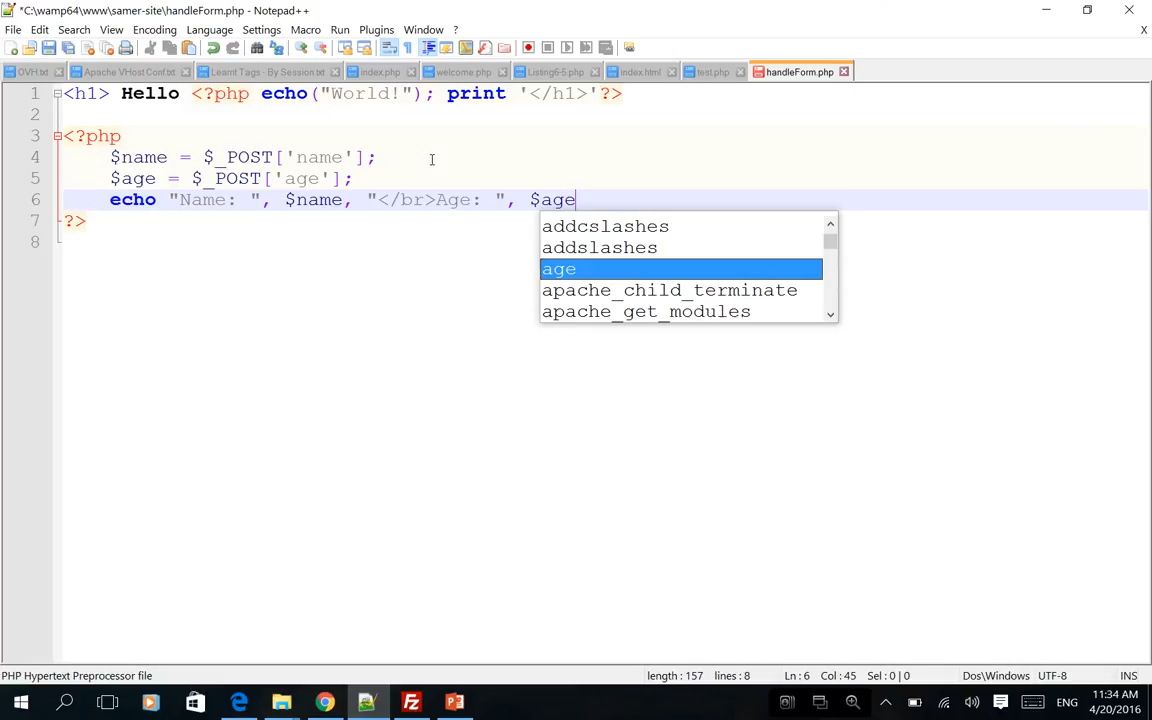 *C:\wamp64\www\samer-site\handleForm.php - Notepad++
File Edit Search View Encoding Language Settings Macro Run Plugins Window ? X
OVH.txt Apache VHost Conf.txt Learnt Tags - By Session.txt index.php welcome.php Listing6-5.php index.html test.php handleForm.php
1 <h1> Hello <?php echo("World!"); print '</h1>'?>
2
3 <?php
4 $name = $_POST['name'];
5 $age = $_POST['age'];
6 echo "Name: ", $name, "</br>Age: ", $age
7 ?>
8
addcslashes
addslashes
age
apache_child_terminate
apache_get_modules
PHP Hypertext Preprocessor file length : 157 lines : 8 Ln : 6 Col : 45 Sel : 0 | 0 Dos\Windows UTF-8 INS
ENG 11:34 AM
4/20/2016